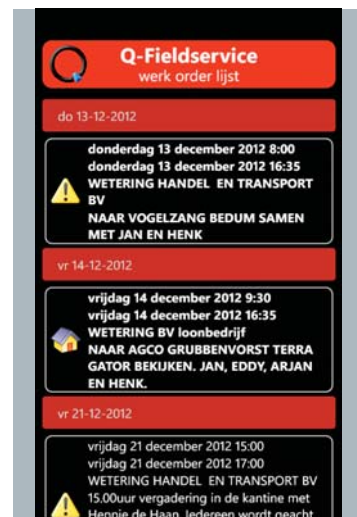 Q-Fieldservice
werk order lijst
do 13-12-2012
donderdag 13 december 2012 8:00
donderdag 13 december 2012 16:35
WETERING HANDEL EN TRANSPORT
BV
NAAR VOGELZANG BEDUM SAMEN
MET JAN EN HENK
vr 14-12-2012
vrijdag 14 december 2012 9:30
vrijdag 14 december 2012 16:35
WETERING BV loonbedrijf
NAAR AGCO GRUBBENVORST TERRA
GATOR BEKIJKEN. JAN, EDDY, ARJAN
EN HENK.
vr 21-12-2012
vrijdag 21 december 2012 15:00
vrijdag 21 december 2012 17:00
WETERING HANDEL EN TRANSPORT BV
15.00uur vergadering in de kantine met
Hennie de Haan. Iedereen wordt geacht